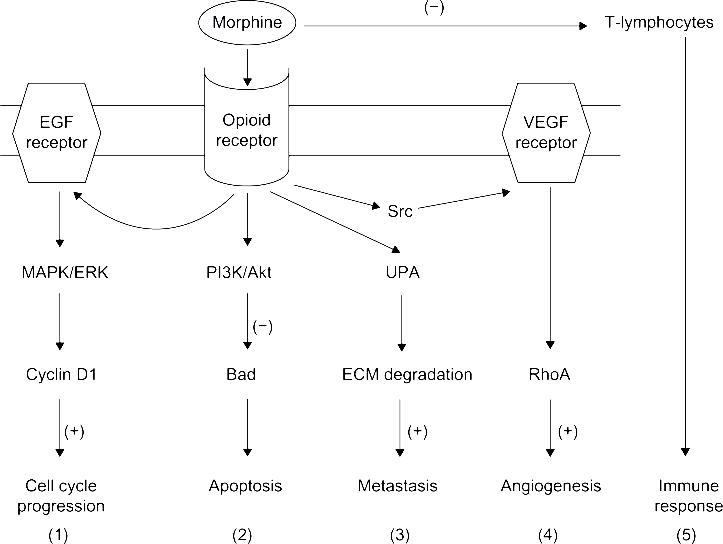 (−)
Morphine
T-lymphocytes
EGF
receptor
Opioid
receptor
VEGF
receptor
Src
MAPK/ERK
PI3K/Akt
UPA
(−)
Cyclin D1
Bad
ECM degradation
RhoA
(+)
(+)
(+)
Cell cycle
progression
Apoptosis
Metastasis
Angiogenesis
Immune
response
(1)
(2)
(3)
(4)
(5)